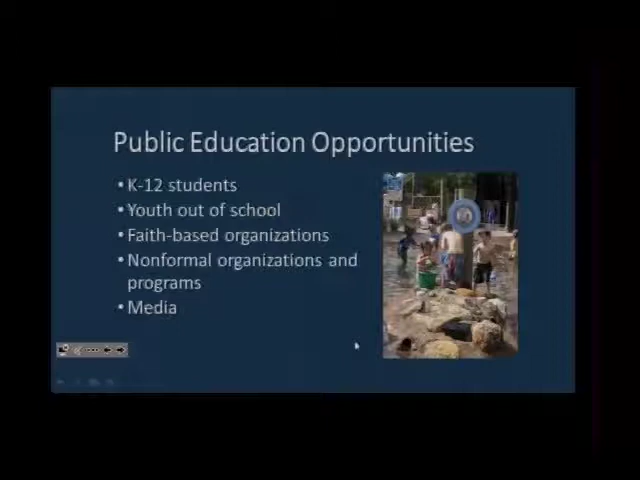 Public Education Opportunities
• K-12 students
• Youth out of school
• Faith-based organizations
• Nonformal organizations and
programs
• Media